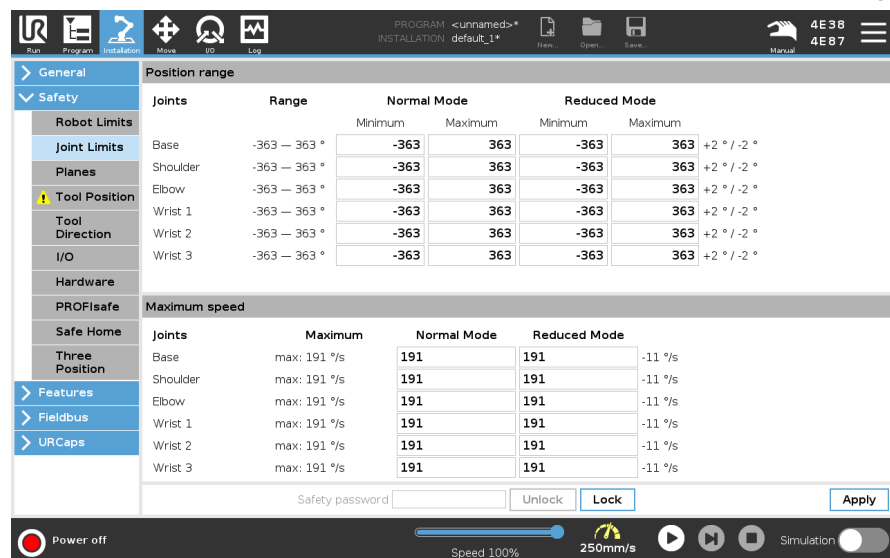 UR Run Program Installation Move I/O Log PROGRAM <unnamed>* New... Open... Save... Manual 4E38
INSTALLATION default_1* 4E87
General
Safety
Robot Limits
Joint Limits
Planes
Tool Position
Tool
Direction
I/O
Hardware
PROFIsafe
Safe Home
Three
Position
Features
Fieldbus
URCaps
Position range
Joints Range Normal Mode Reduced Mode
Minimum Maximum Minimum Maximum
Base -363 — 363 ° -363 363 -363 363 +2 ° / -2 °
Shoulder -363 — 363 ° -363 363 -363 363 +2 ° / -2 °
Elbow -363 — 363 ° -363 363 -363 363 +2 ° / -2 °
Wrist 1 -363 — 363 ° -363 363 -363 363 +2 ° / -2 °
Wrist 2 -363 — 363 ° -363 363 -363 363 +2 ° / -2 °
Wrist 3 -363 — 363 ° -363 363 -363 363 +2 ° / -2 °
Maximum speed
Joints Maximum Normal Mode Reduced Mode
Base max: 191 °/s 191 191 -11 °/s
Shoulder max: 191 °/s 191 191 -11 °/s
Elbow max: 191 °/s 191 191 -11 °/s
Wrist 1 max: 191 °/s 191 191 -11 °/s
Wrist 2 max: 191 °/s 191 191 -11 °/s
Wrist 3 max: 191 °/s 191 191 -11 °/s
Safety password Unlock Lock Apply
Power off Speed 100% 250mm/s Simulation